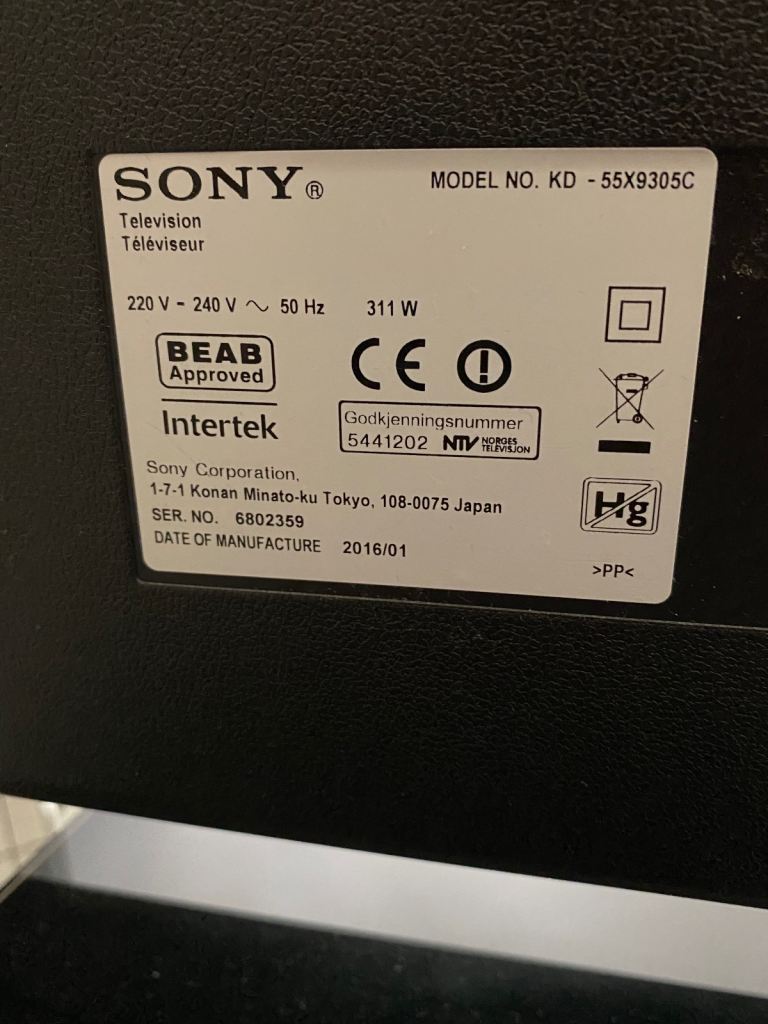 SONY®
MODEL NO. KD - 55X9305C
Television
Téléviseur
220 V - 240 V ~ 50 Hz 311 W
BEAB
Approved
Intertek
CE
Godkjenningsnummer
5441202 NTV NORGES TELEVISJON
Hg
Sony Corporation,
1-7-1 Konan Minato-ku Tokyo, 108-0075 Japan
SER. NO. 6802359
DATE OF MANUFACTURE 2016/01
>PP<